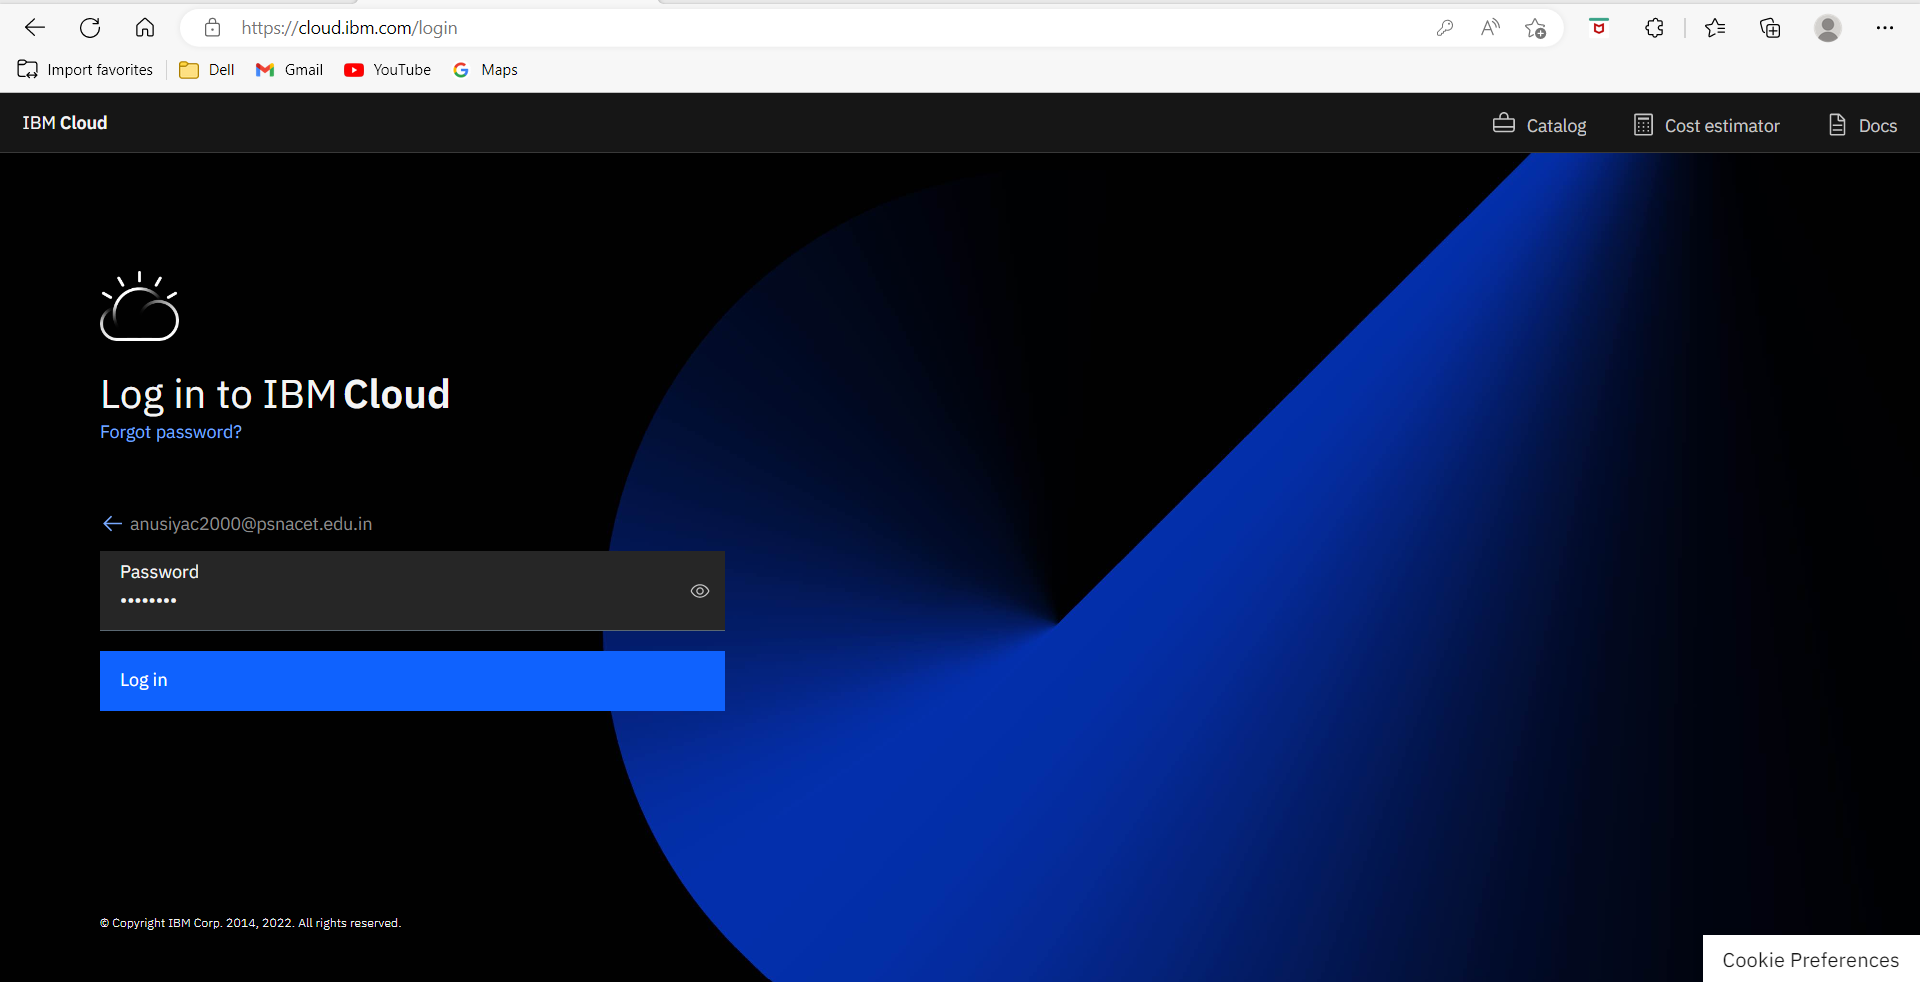 https://cloud.ibm.com/login
Import favorites Dell Gmail YouTube Maps
IBM Cloud Catalog Cost estimator Docs
Log in to IBM Cloud
Forgot password?
anusiyac2000@psnacet.edu.in
Password
••••••••
Log in
© Copyright IBM Corp. 2014, 2022. All rights reserved.
Cookie Preferences